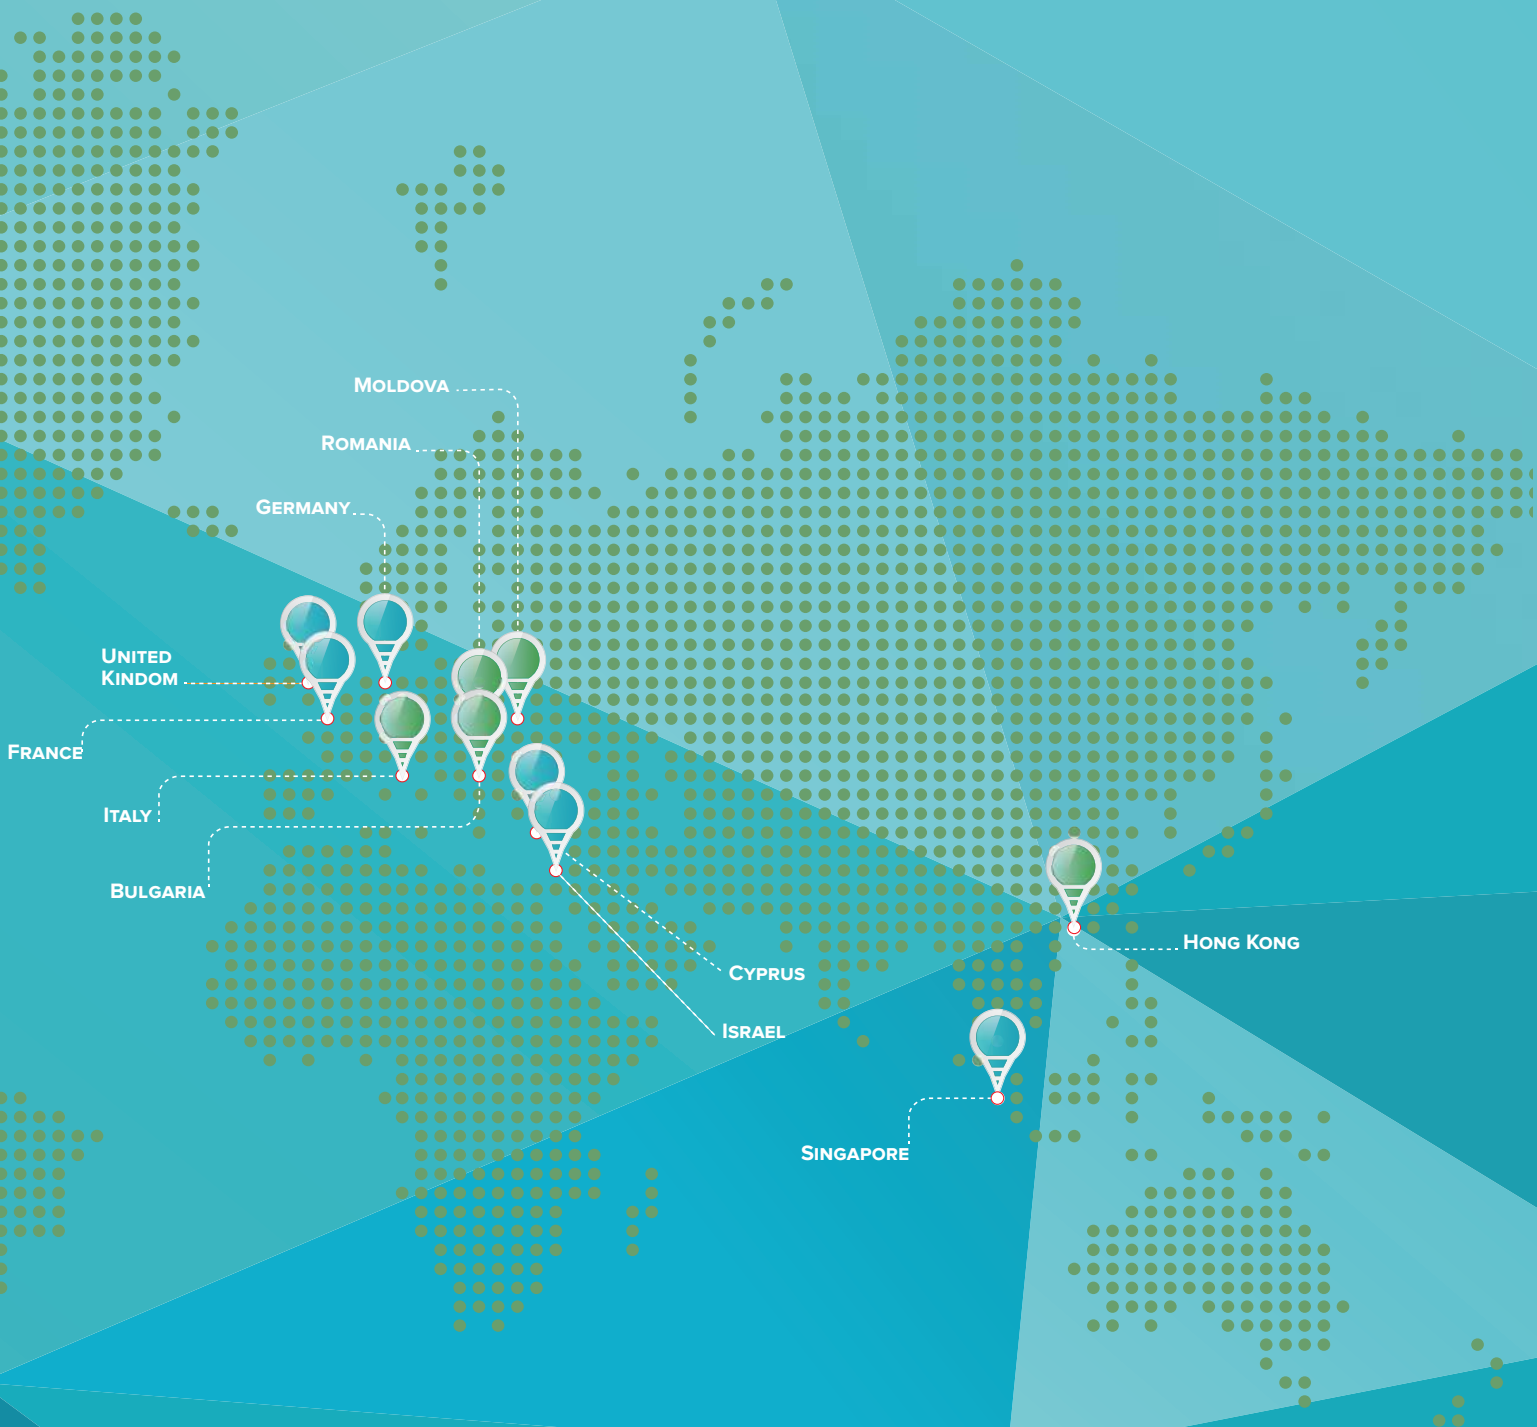 Moldova
Romania
Germany
United
Kindom
France
Italy
Bulgaria
Hong Kong
Cyprus
Israel
Singapore